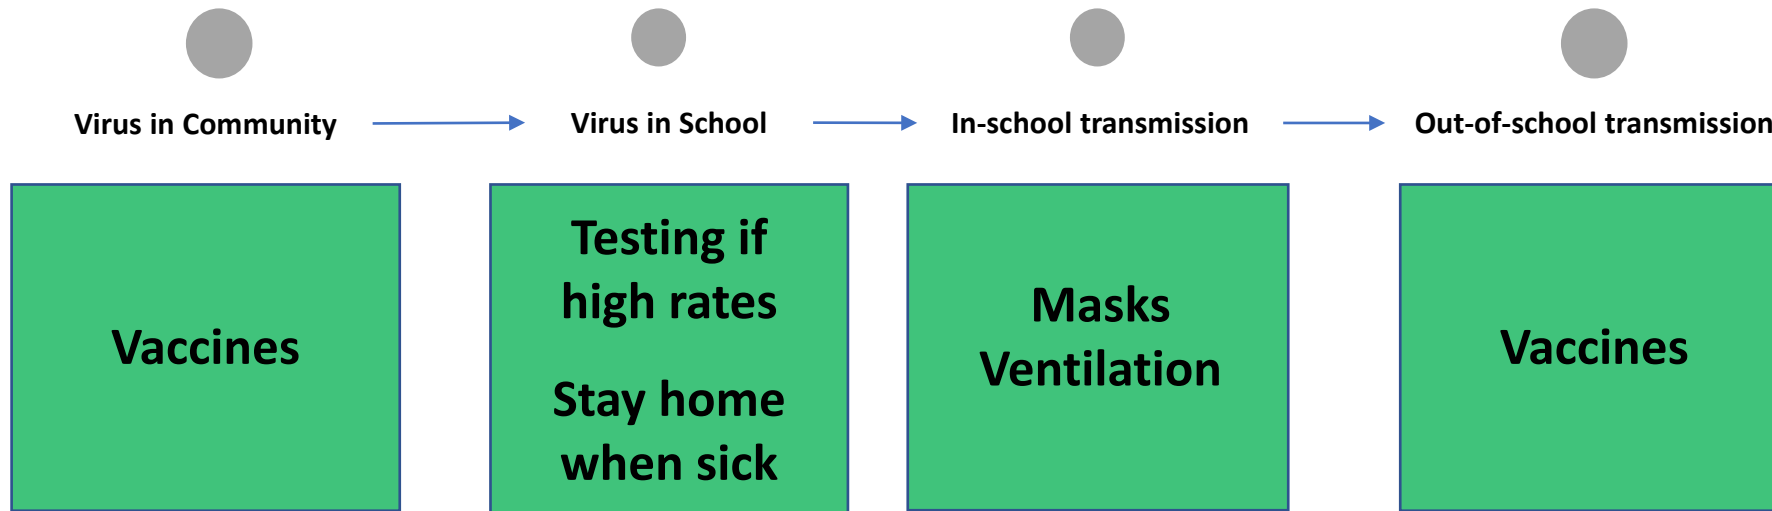 Virus in Community
Virus in School
In-school transmission
Out-of-school transmission
Vaccines
Testing if
high rates
Stay home
when sick
Masks
Ventilation
Vaccines